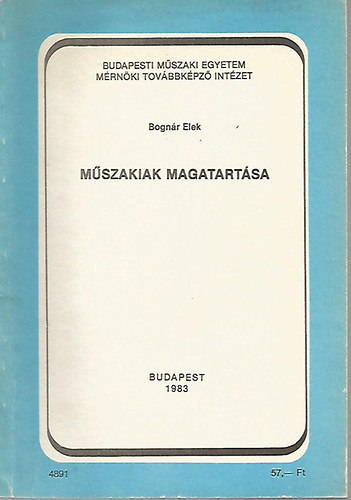 BUDAPESTI MŰSZAKI EGYETEM
MÉRNÖKI TOVÁBBKÉPZŐ INTÉZET
Bognár Elek
MŰSZAKIAK MAGATARTÁSA
BUDAPEST
1983
4891 57,— Ft